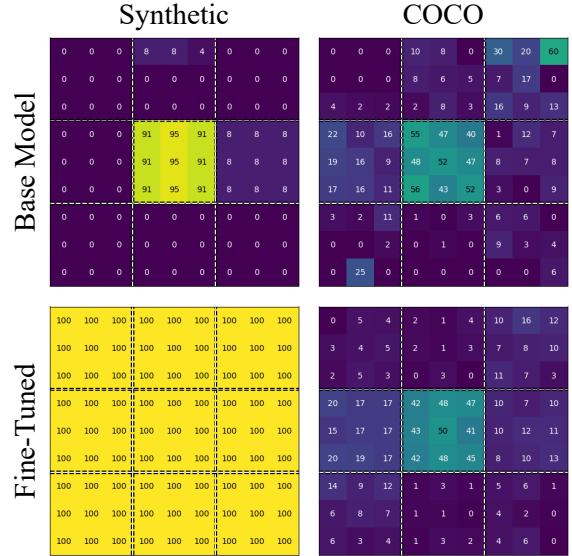 Synthetic COCO
Base Model
0 0 0 8 8 4 0 0 0 10 8 0 30 20 60
0 0 0 0 0 0 0 0 0 0 0 0 8 6 5 7 17 0
0 0 0 0 0 0 0 0 0 4 2 2 2 8 3 16 9 13
91 95 91 8 8 8 22 10 16 55 47 40 1 12 7
0 0 0 91 95 91 8 8 8 19 16 9 48 52 47 8 7 8
0 0 0 91 95 91 8 8 8 17 16 11 56 43 52 3 0 9
0 0 0 0 0 0 0 0 0 3 2 11 1 0 3 6 6 0
0 0 0 0 0 0 0 0 0 0 0 2 0 1 0 9 3 4
0 0 0 0 0 0 0 0 0 0 25 0 0 0 0 0 0 6
Fine-Tuned
100 100 100 100 100 100 100 100 100 0 5 4 2 1 4 10 16 12
100 100 100 100 100 100 100 100 100 3 4 5 2 1 3 7 8 10
100 100 100 100 100 100 100 100 100 2 5 3 0 3 0 11 7 3
100 100 100 100 100 100 100 100 100 20 17 17 42 48 47 10 7 10
100 100 100 100 100 100 100 100 100 15 17 17 43 50 41 10 12 11
100 100 100 100 100 100 100 100 100 20 19 17 42 48 45 8 10 13
100 100 100 100 100 100 100 100 100 14 9 12 1 3 1 5 6 1
100 100 100 100 100 100 100 100 100 6 8 7 1 1 0 4 2 0
100 100 100 100 100 100 100 100 100 6 3 4 1 3 2 4 6 0